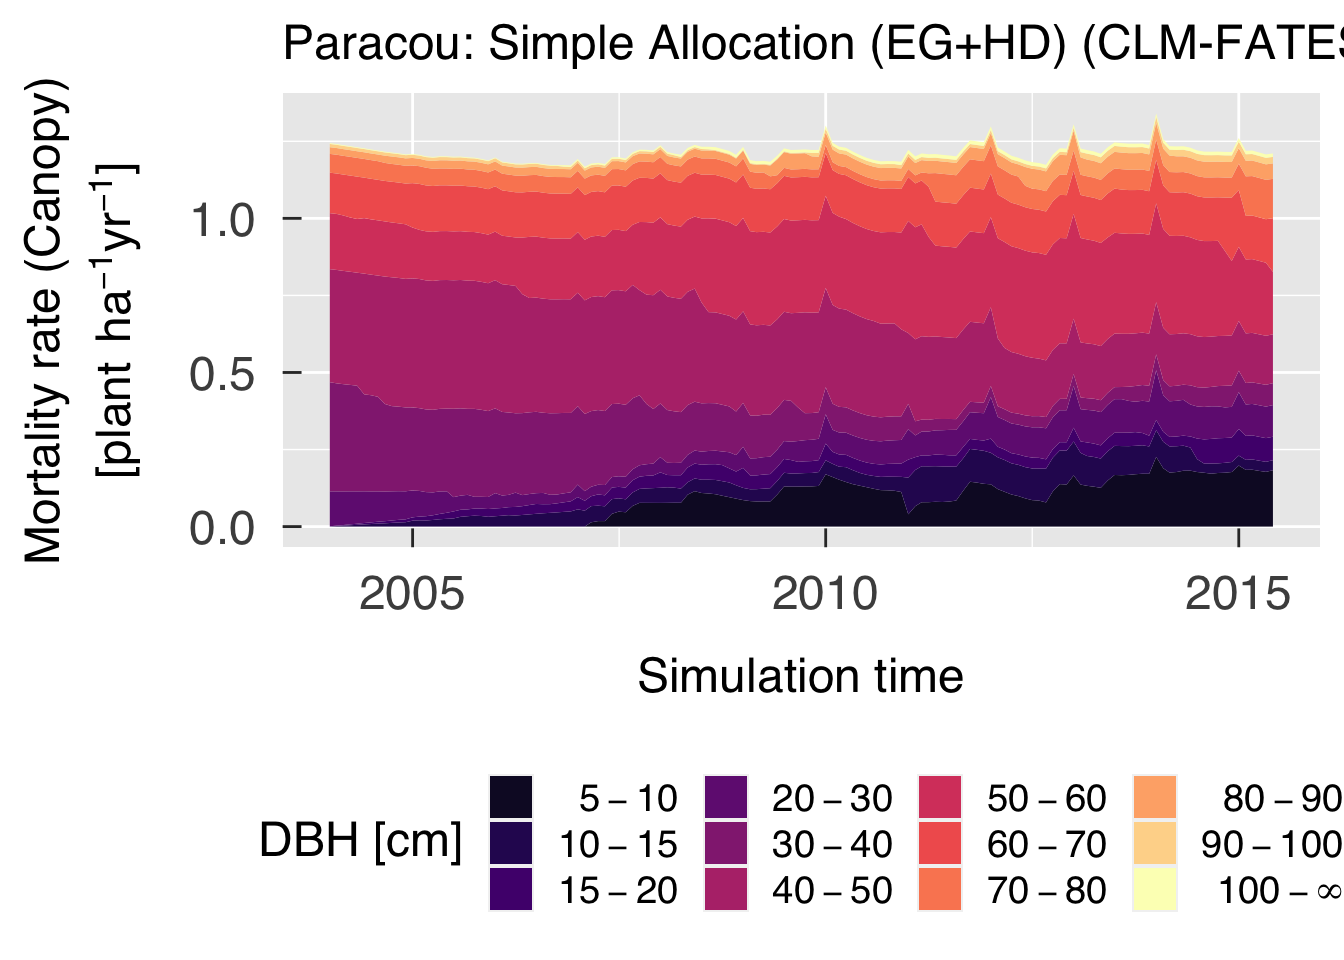 Paracou: Simple Allocation (EG+HD) (CLM-FATES
Mortality rate (Canopy)
[plant ha−1yr−1]
1.0
0.5
0.0
2005 2010 2015
Simulation time
DBH [cm]
5 – 10 20 – 30 50 – 60 80 – 90
10 – 15 30 – 40 60 – 70 90 – 100
15 – 20 40 – 50 70 – 80 100 – ∞